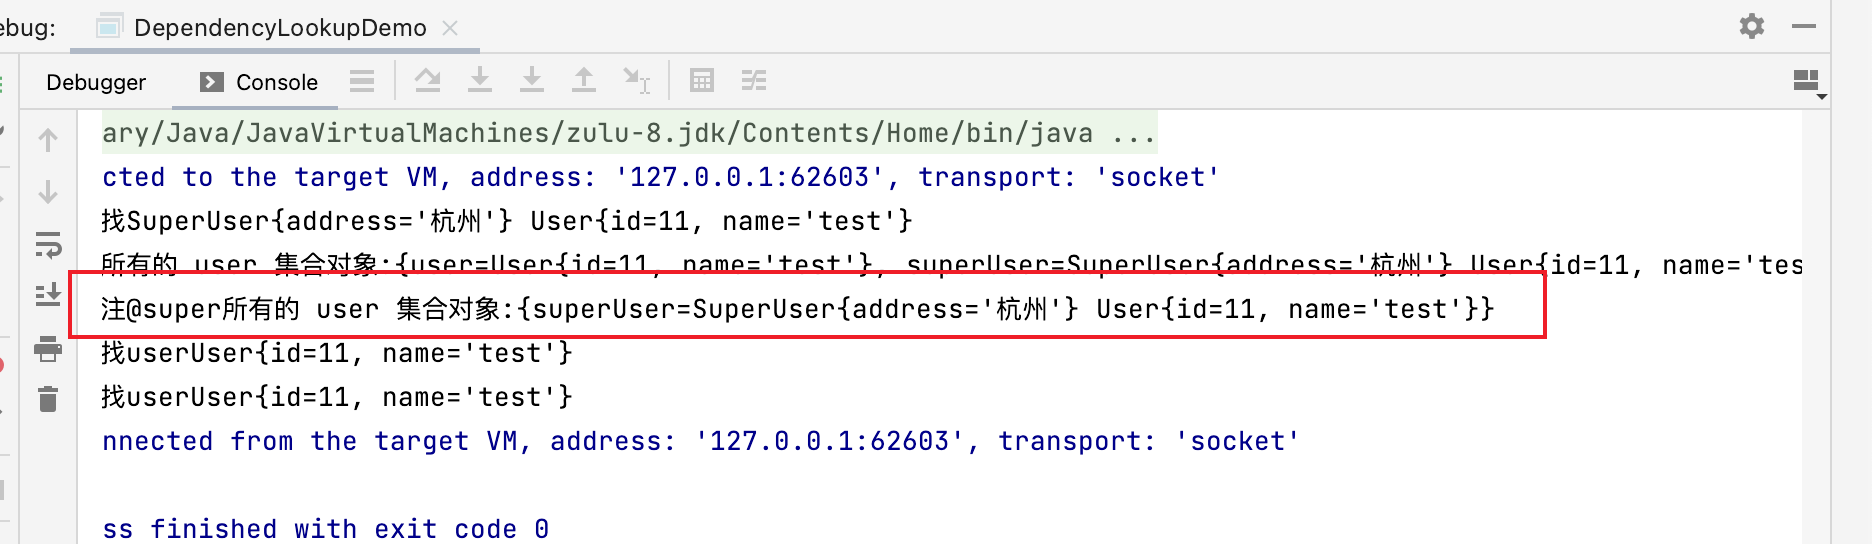 ebug: DependencyLookupDemo
Debugger Console
ary/Java/JavaVirtualMachines/zulu-8.jdk/Contents/Home/bin/java ...
cted to the target VM, address: '127.0.0.1:62603', transport: 'socket'
找SuperUser{address='杭州'} User{id=11, name='test'}
所有的 user 集合对象:{user=User{id=11, name='test'}, superUser=SuperUser{address='杭州'} User{id=11, name='tes
注@super所有的 user 集合对象:{superUser=SuperUser{address='杭州'} User{id=11, name='test'}}
找userUser{id=11, name='test'}
找userUser{id=11, name='test'}
nnected from the target VM, address: '127.0.0.1:62603', transport: 'socket'
ss finished with exit code 0